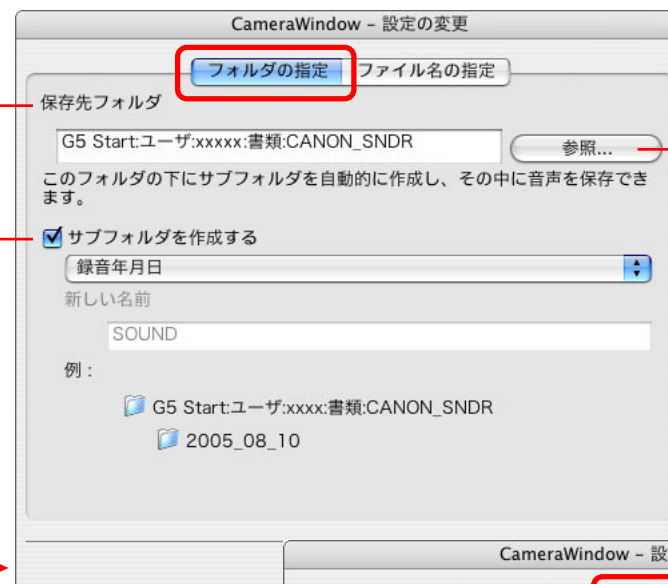 CameraWindow – 設定の変更
フォルダの指定 ファイル名の指定
保存先フォルダ
G5 Start:ユーザ:xxxxx:書類:CANON_SNDR 参照...
このフォルダの下にサブフォルダを自動的に作成し、その中に音声を保存でき
ます。
サブフォルダを作成する
録音年月日
新しい名前
SOUND
例：
G5 Start:ユーザ:xxxx:書類:CANON_SNDR
2005_08_10
CameraWindow – 設